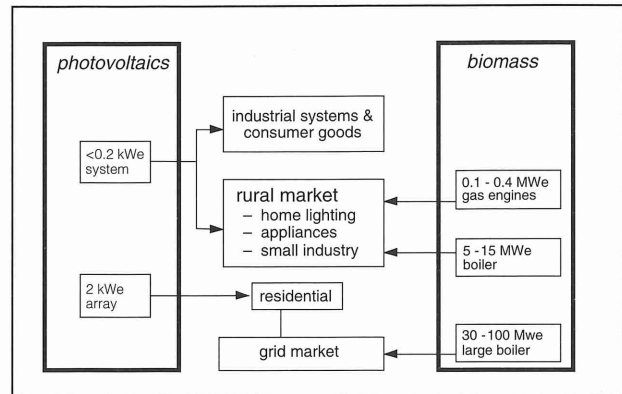 photovoltaics
<0.2 kWe
system
2 kWe
array
industrial systems &
consumer goods
rural market
– home lighting
– appliances
– small industry
residential
grid market
biomass
0.1 - 0.4 MWe
gas engines
5 - 15 MWe
boiler
30 - 100 Mwe
large boiler